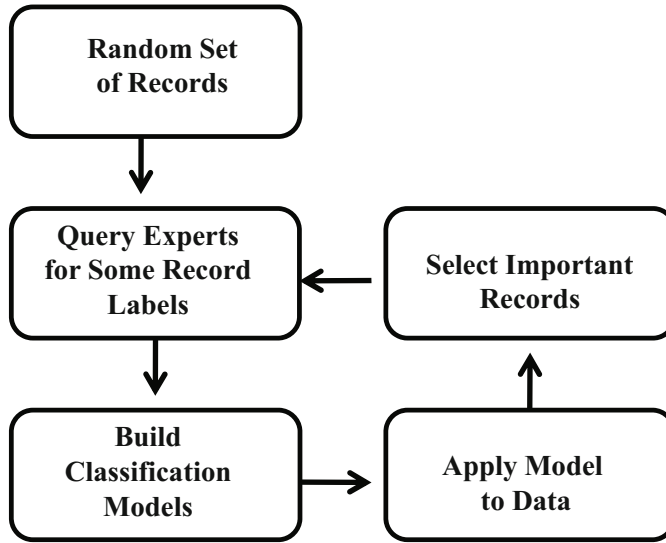 Random Set
of Records
Query Experts
for Some Record
Labels
Select Important
Records
Build
Classification
Models
Apply Model
to Data